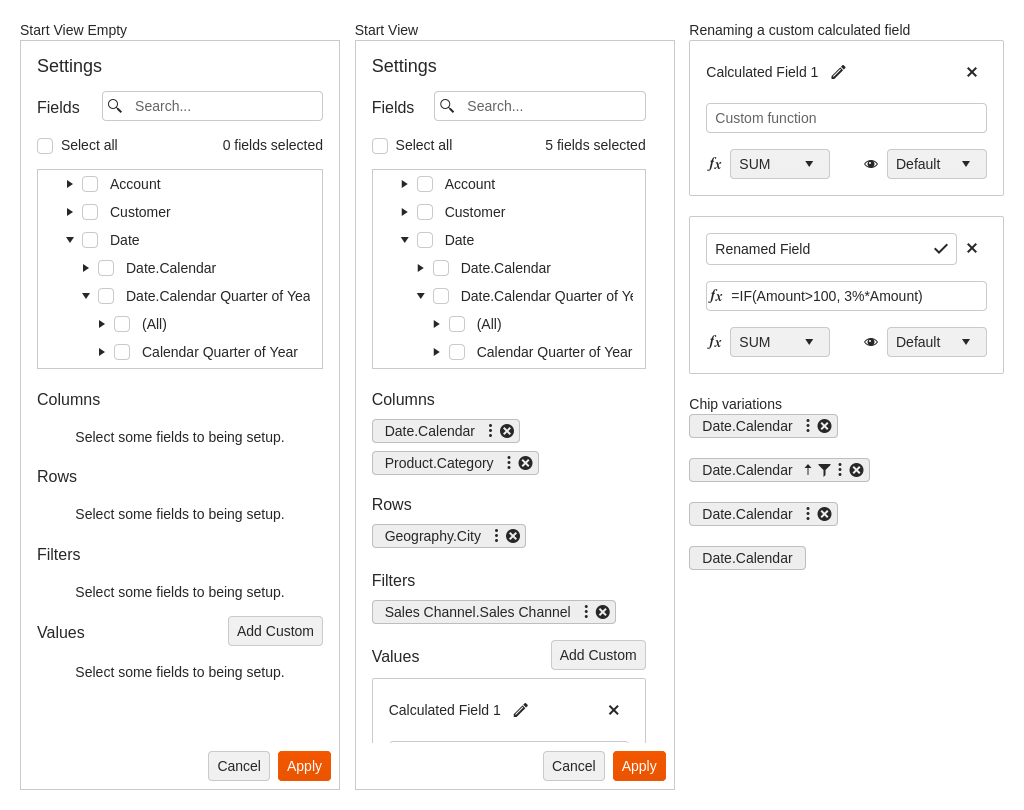 Start View Empty
Settings
Fields
Search...
Select all
0 fields selected
Account
Customer
Date
Date.Calendar
Date.Calendar Quarter of Yea
(All)
Calendar Quarter of Year
Columns
Select some fields to being setup.
Rows
Select some fields to being setup.
Filters
Select some fields to being setup.
Values
Add Custom
Select some fields to being setup.
Cancel
Apply
Start View
Settings
Fields
Search...
Select all
5 fields selected
Account
Customer
Date
Date.Calendar
Date.Calendar Quarter of Ye
(All)
Calendar Quarter of Year
Columns
Date.Calendar
Product.Category
Rows
Geography.City
Filters
Sales Channel.Sales Channel
Values
Add Custom
Calculated Field 1
Cancel
Apply
Renaming a custom calculated field
Calculated Field 1
Custom function
fx SUM
Default
Renamed Field
fx =IF(Amount>100, 3%*Amount)
fx SUM
Default
Chip variations
Date.Calendar
Date.Calendar
Date.Calendar
Date.Calendar